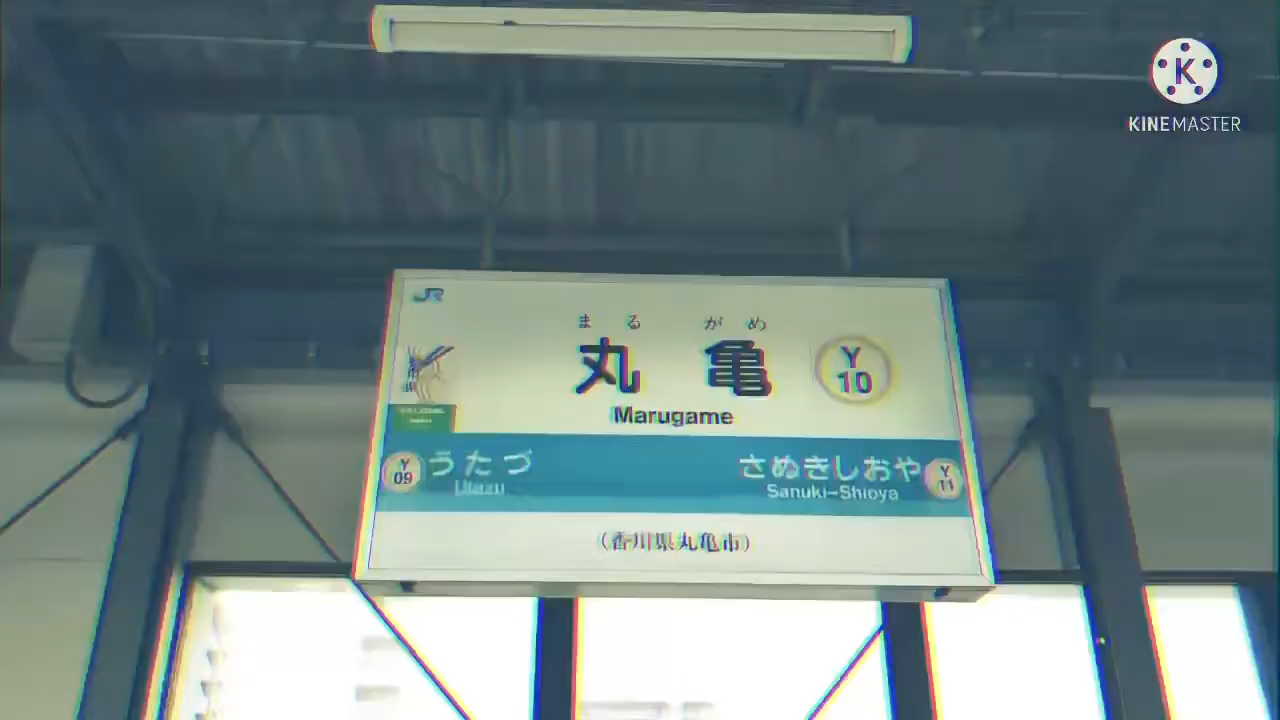 KINEMASTER
JR
まるがめ
丸亀
Y
10
Marugame
Y
09
うたづ
Utazu
さぬきしおや
Sanuki-Shioya
Y
11
(香川県丸亀市)